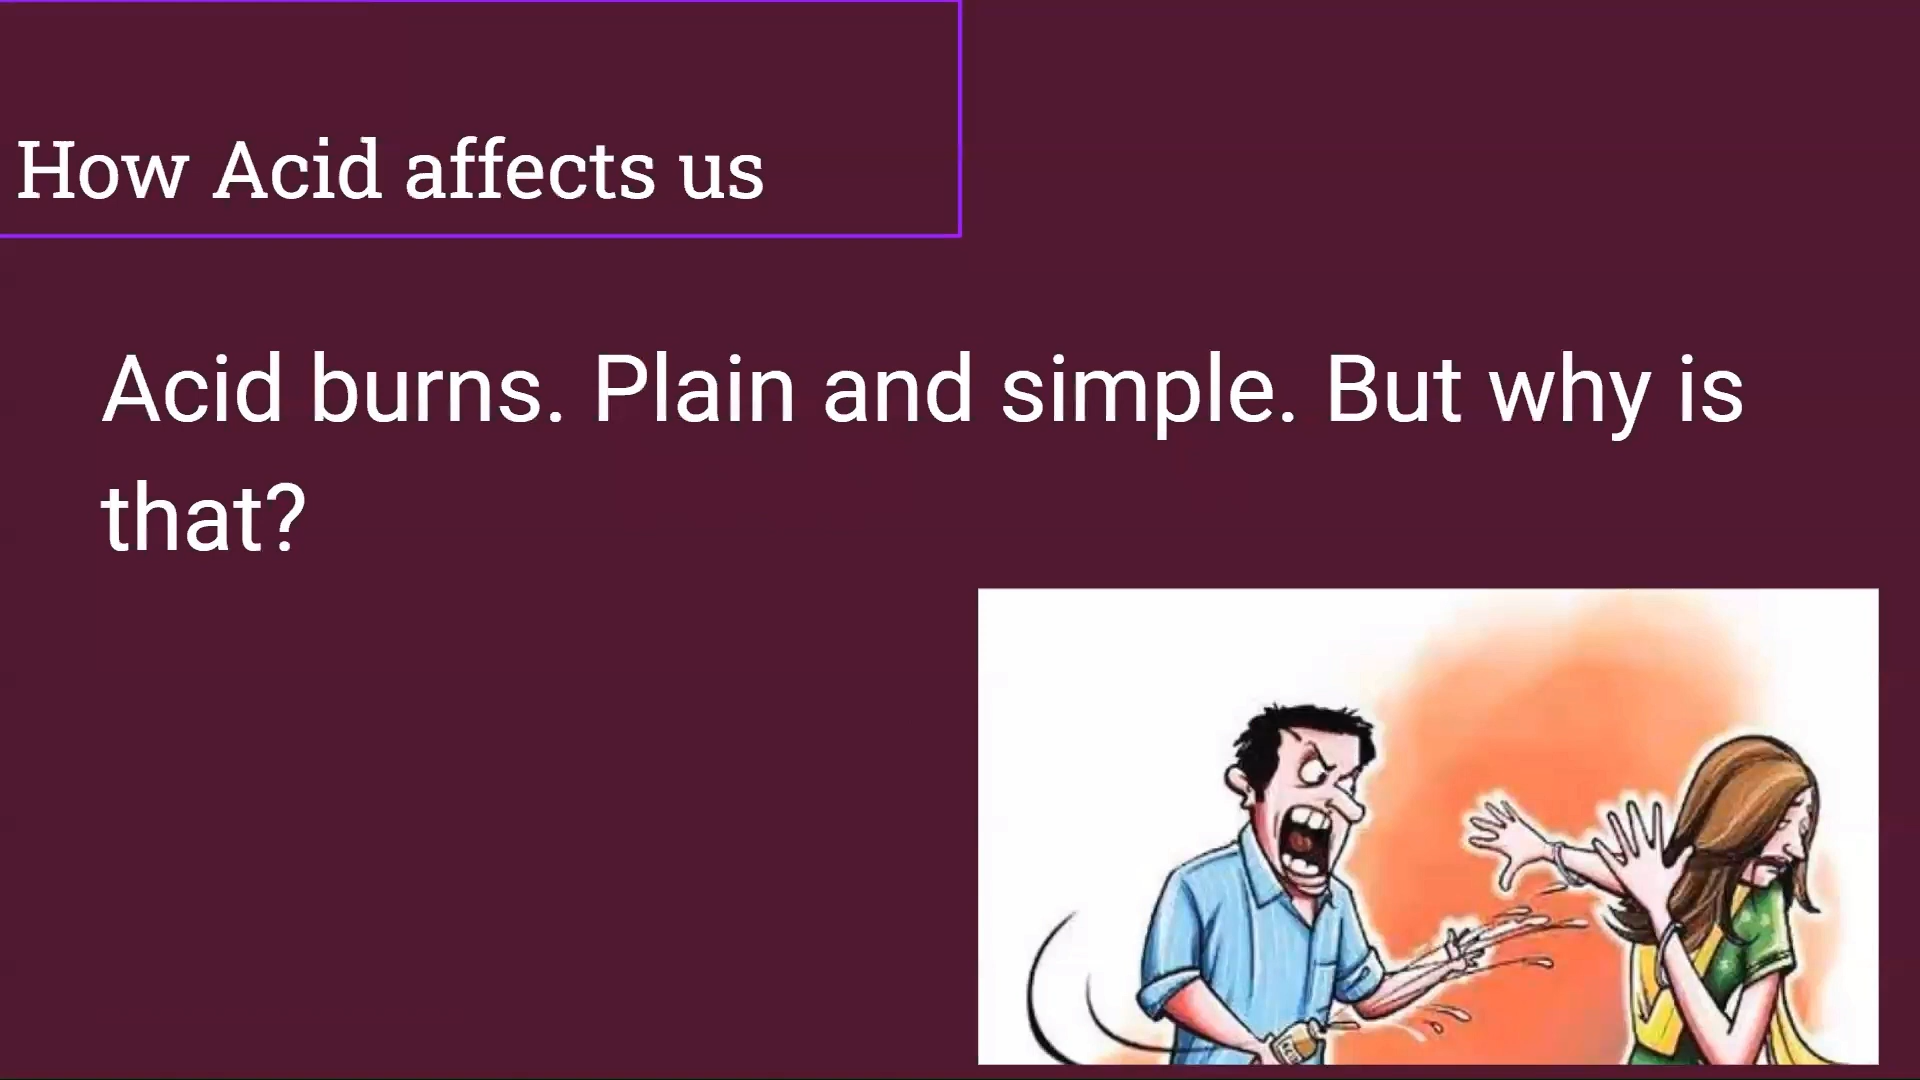 How Acid affects us
Acid burns. Plain and simple. But why is
that?